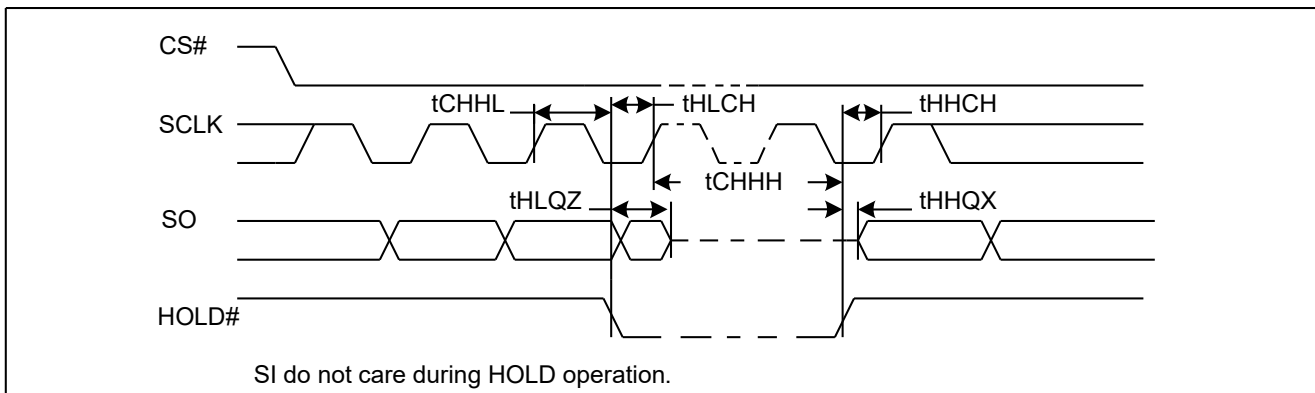 CS#
tCHHL
tHLCH
tHHCH
SCLK
tCHHH
tHLQZ
tHHQX
SO
HOLD#
SI do not care during HOLD operation.